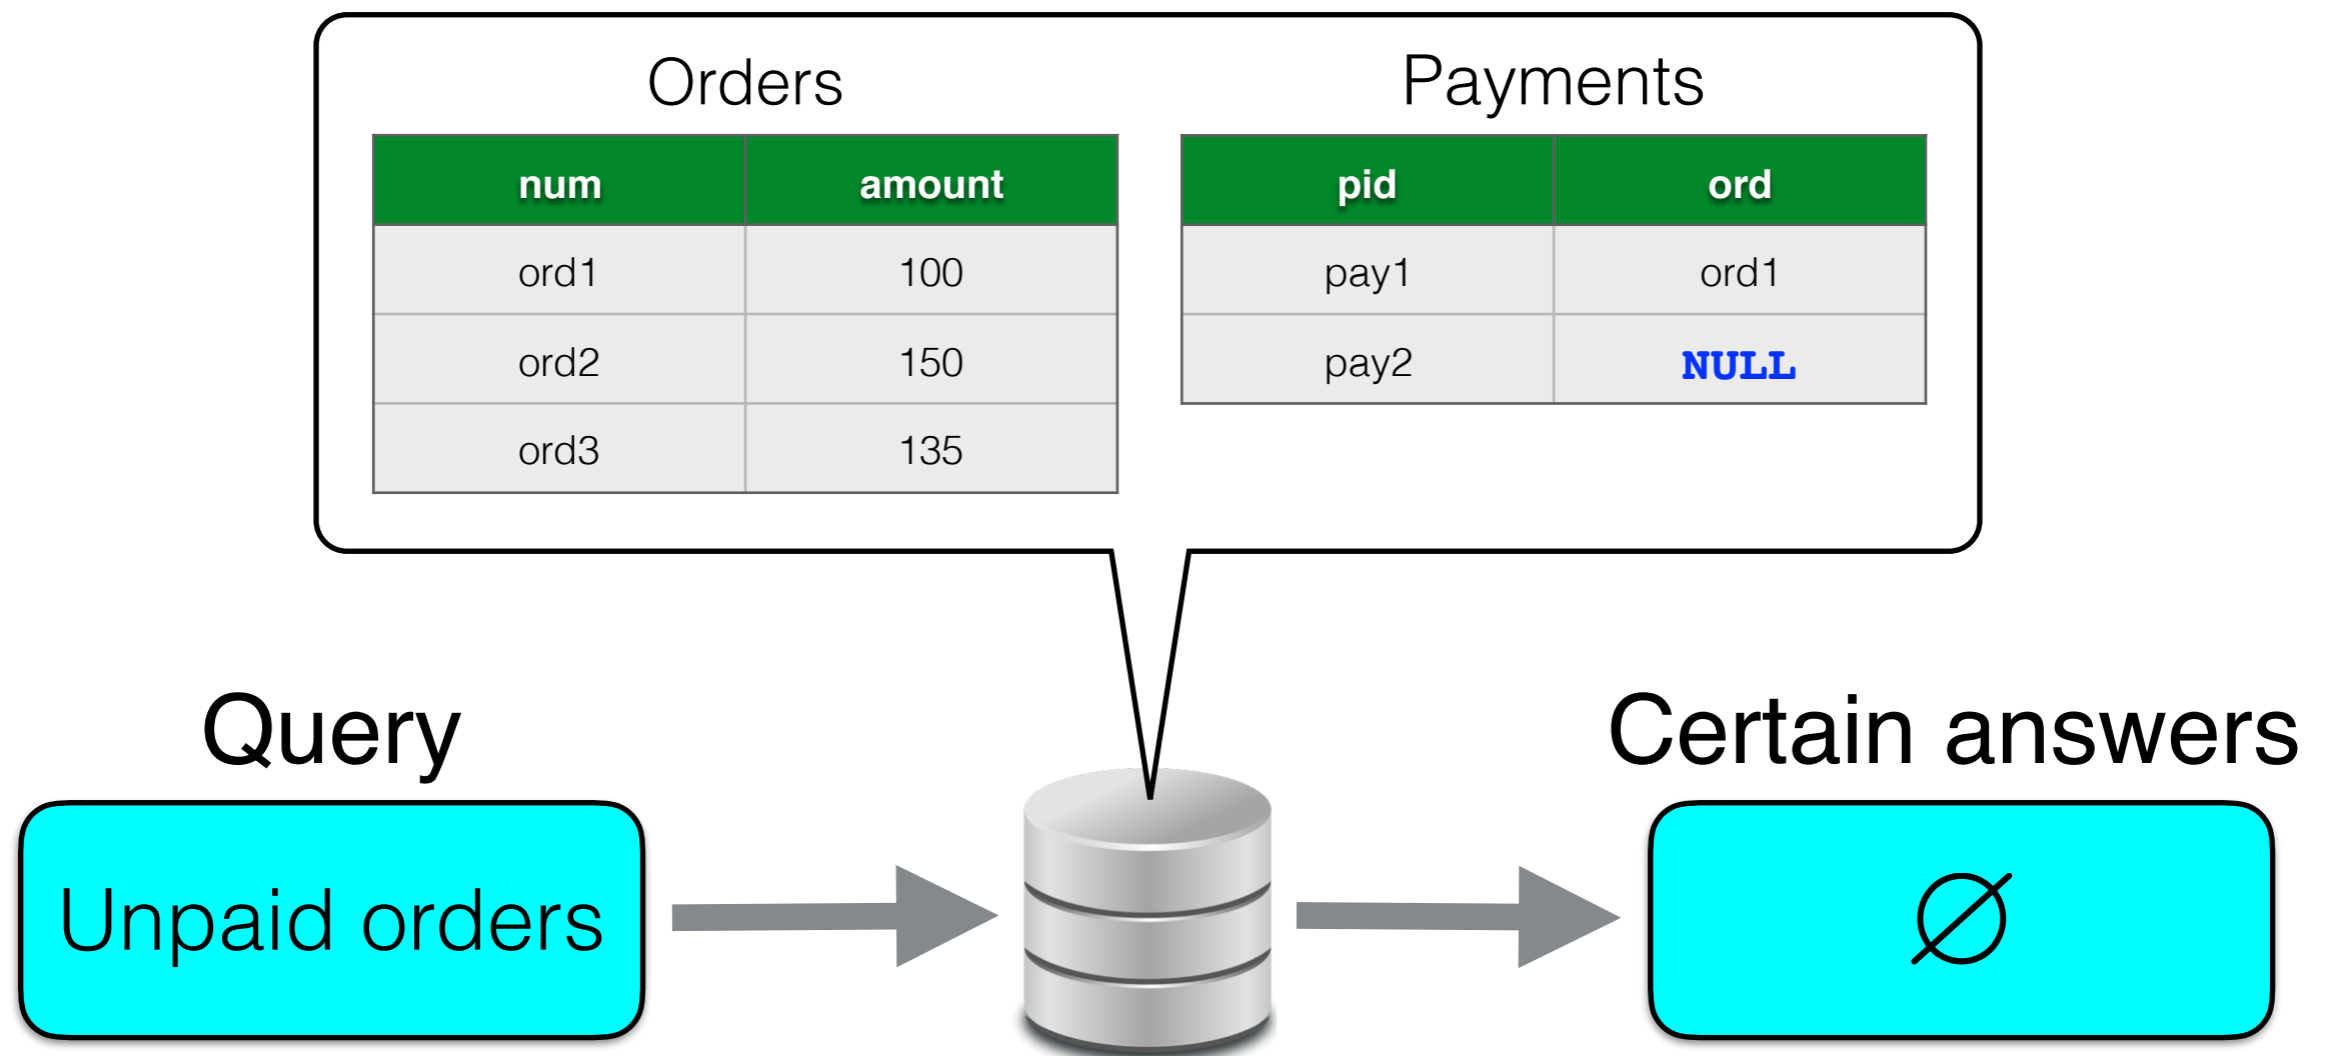 Orders
num amount
ord1 100
ord2 150
ord3 135
Payments
pid ord
pay1 ord1
pay2 NULL
Query
Unpaid orders
Certain answers
∅